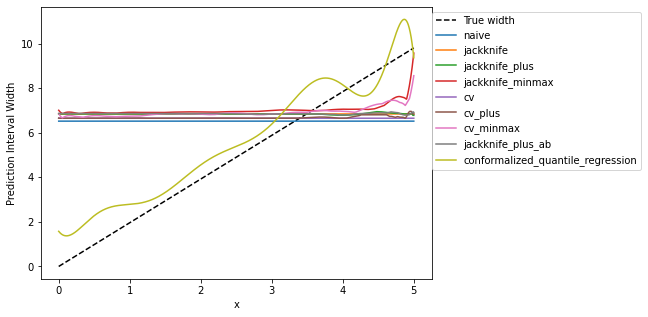 Prediction Interval Width
10
8
6
4
2
0
0 1 2 3 4 5
x
True width
naive
jackknife
jackknife_plus
jackknife_minmax
cv
cv_plus
cv_minmax
jackknife_plus_ab
conformalized_quantile_regression